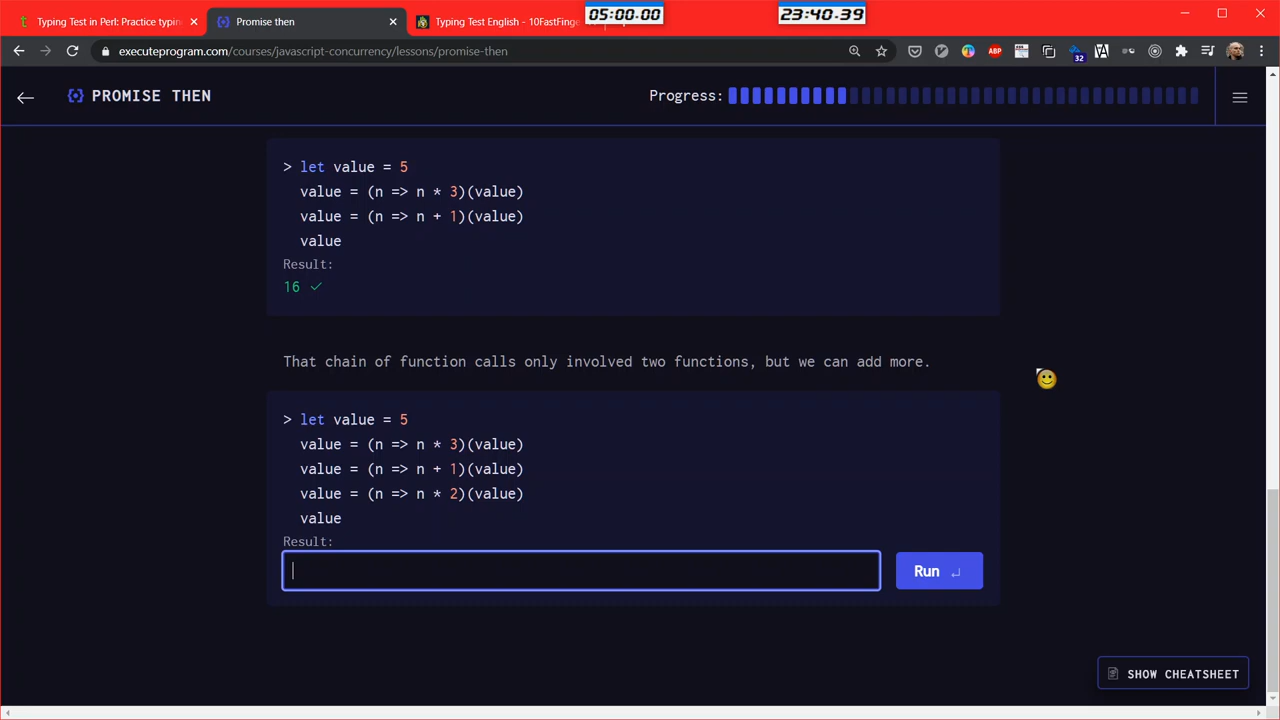 Typing Test in Perl: Practice typin
Promise then
Typing Test English - 10FastFinge
05:00.00
23:40.39
executeprogram.com/courses/javascript-concurrency/lessons/promise-then
ABP
32
PROMISE THEN
Progress:
> let value = 5
value = (n => n * 3)(value)
value = (n => n + 1)(value)
value
Result:
16 ✓
That chain of function calls only involved two functions, but we can add more.
> let value = 5
value = (n => n * 3)(value)
value = (n => n + 1)(value)
value = (n => n * 2)(value)
value
Result:
Run
SHOW CHEATSHEET